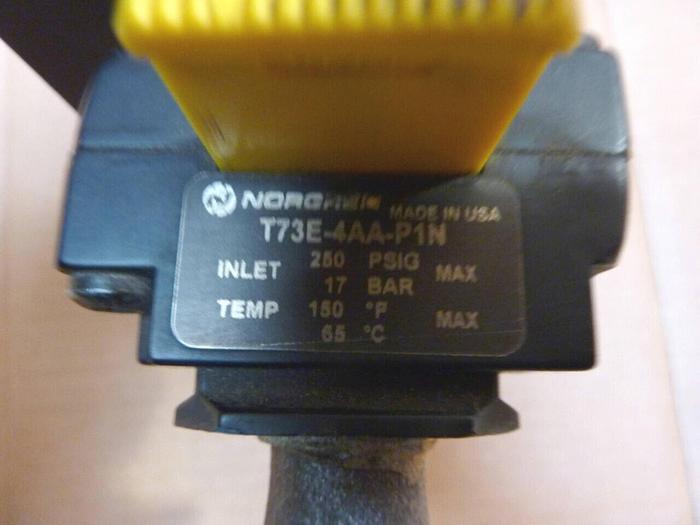 NORGREN MADE IN USA
T73E-4AA-P1N
INLET 250 PSIG MAX
17 BAR
TEMP 150 °F MAX
65 °C